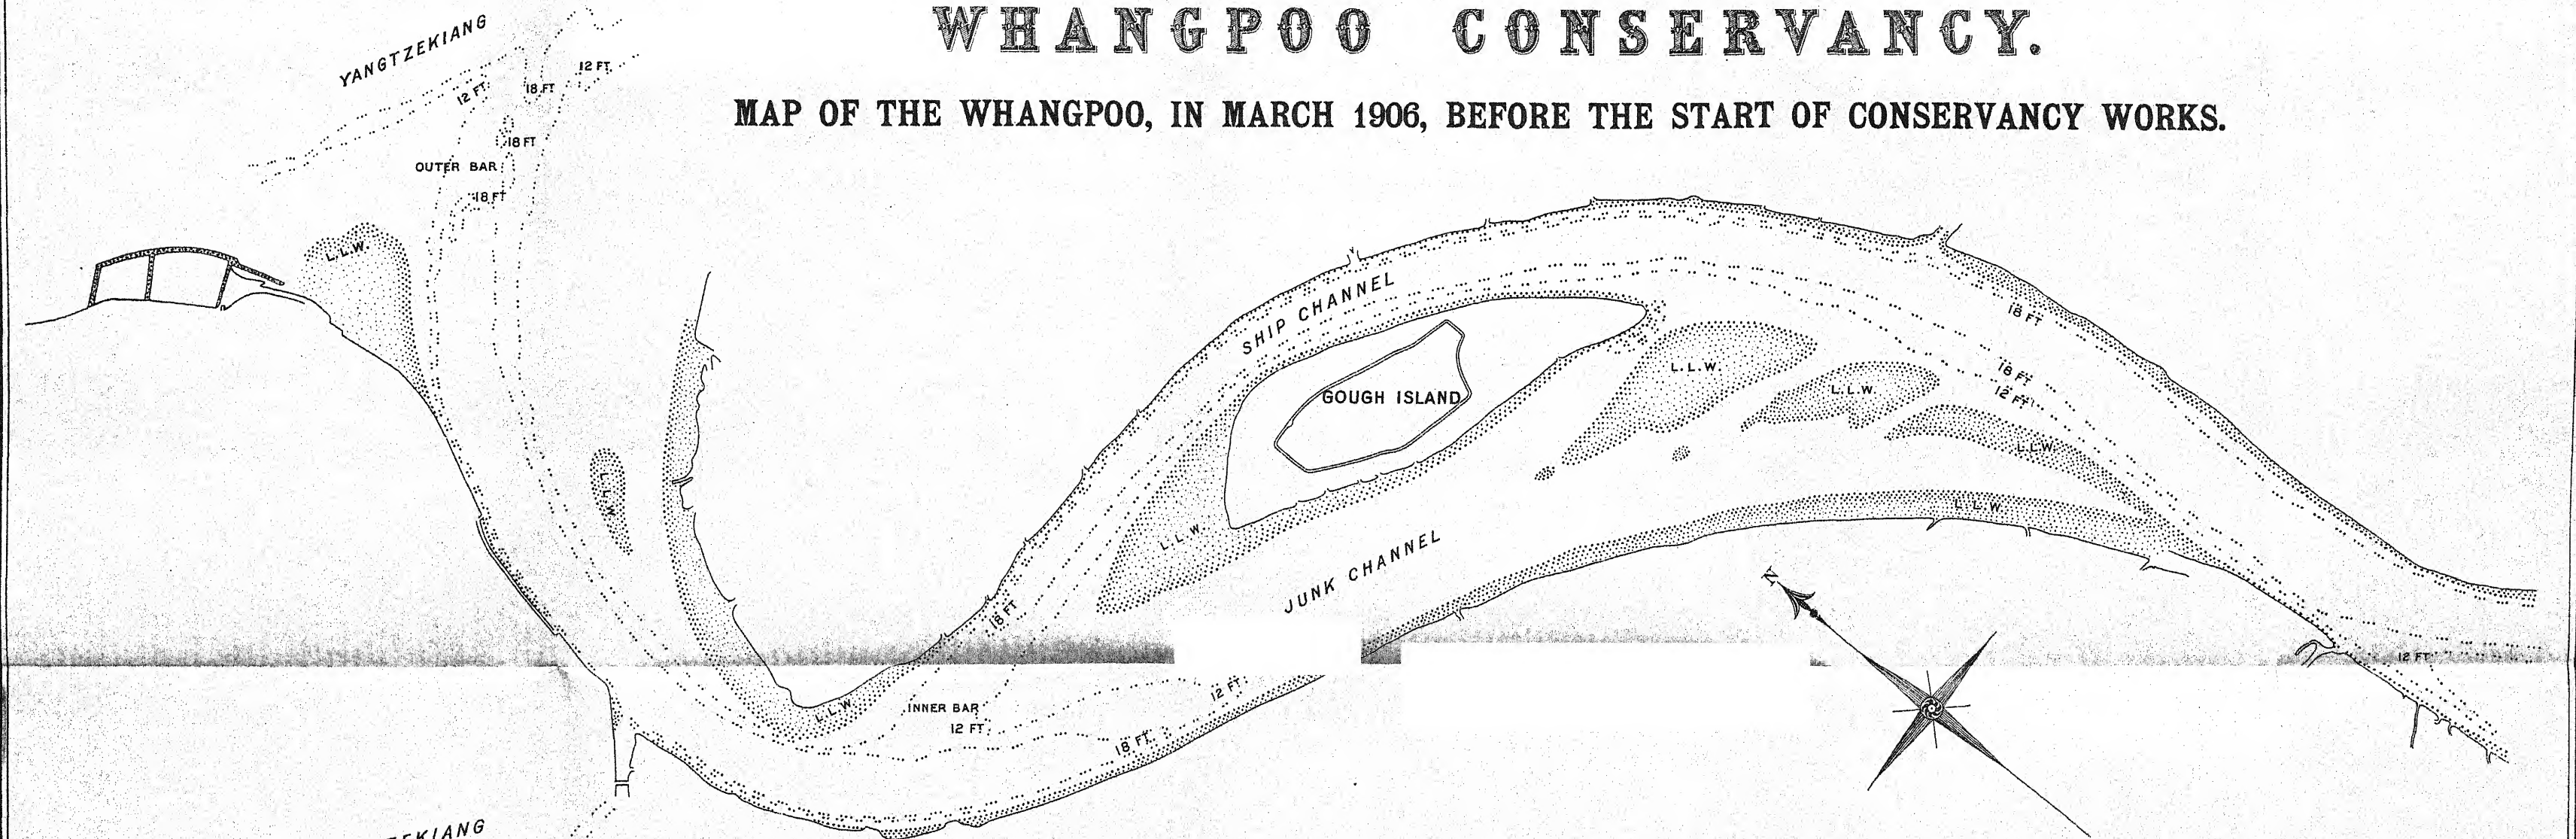 WHANGPOO CONSERVANCY.
MAP OF THE WHANGPOO, IN MARCH 1906, BEFORE THE START OF CONSERVANCY WORKS.
YANGTZEKIANG
12 FT.
12 FT.
18 FT
18 FT
OUTER BAR
18 FT
L.L.W.
SHIP CHANNEL
18 FT
L.L.W.
18 FT
L.L.W.
12 FT
GOUGH ISLAND
L.L.W.
L.L.W.
L.L.W.
L.L.W.
JUNK CHANNEL
N
18 FT
12 FT
12 FT.
L.L.W.
INNER BAR
12 FT.
18 FT.
ZEKIANG